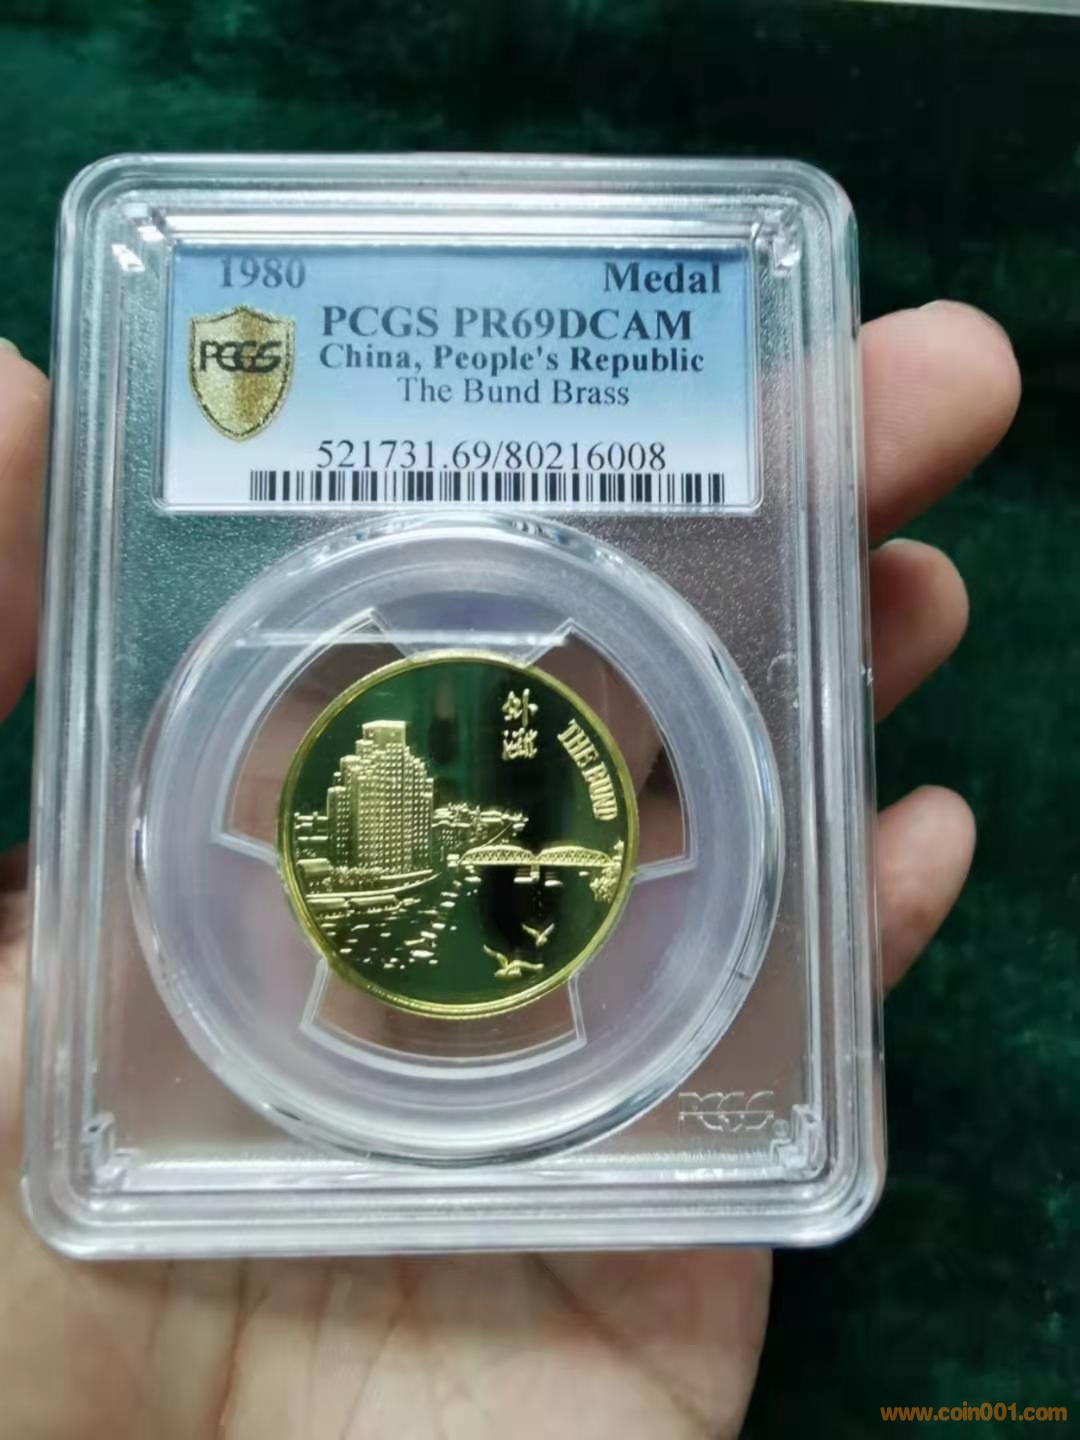 1980 Medal
PCGS PR69DCAM
PCGS
China, People's Republic
The Bund Brass
521731.69/80216008
外滩
THE BUND
PCGS
www.coin001.com